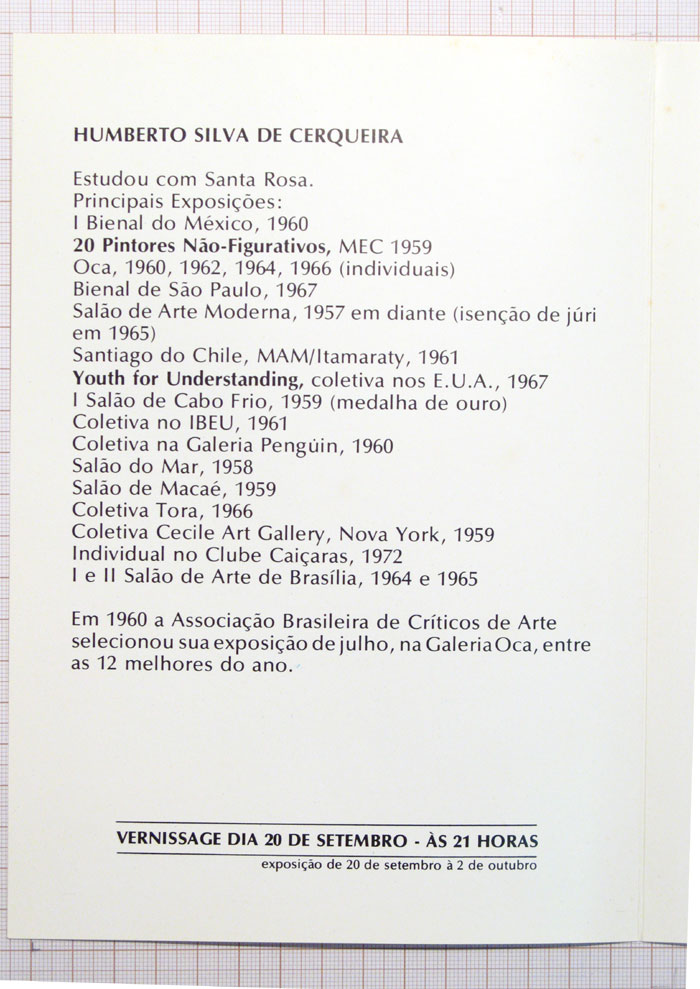 HUMBERTO SILVA DE CERQUEIRA
Estudou com Santa Rosa.
Principais Exposições:
I Bienal do México, 1960
20 Pintores Não-Figurativos, MEC 1959
Oca, 1960, 1962, 1964, 1966 (individuais)
Bienal de São Paulo, 1967
Salão de Arte Moderna, 1957 em diante (isenção de júri
em 1965)
Santiago do Chile, MAM/Itamaraty, 1961
Youth for Understanding, coletiva nos E.U.A., 1967
I Salão de Cabo Frio, 1959 (medalha de ouro)
Coletiva no IBEU, 1961
Coletiva na Galeria Pengúin, 1960
Salão do Mar, 1958
Salão de Macaé, 1959
Coletiva Tora, 1966
Coletiva Cecile Art Gallery, Nova York, 1959
Individual no Clube Caiçaras, 1972
I e II Salão de Arte de Brasília, 1964 e 1965
Em 1960 a Associação Brasileira de Críticos de Arte
selecionou sua exposição de julho, na Galeria Oca, entre
as 12 melhores do ano.
VERNISSAGE DIA 20 DE SETEMBRO - ÀS 21 HORAS
exposição de 20 de setembro à 2 de outubro